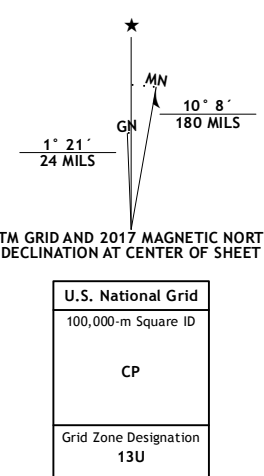 ★
MN
GN
10° 8´
180 MILS
1° 21´
24 MILS
TM GRID AND 2017 MAGNETIC NORT
DECLINATION AT CENTER OF SHEET
U.S. National Grid
100,000-m Square ID
CP
Grid Zone Designation
13U